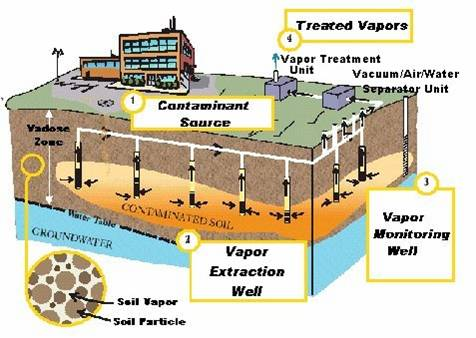 4
Treated Vapors
Vapor Treatment
Unit
Vacuum/Air/Water
Separator Unit
1
Contaminant
Source
Vadose
Zone
3
Vapor
Monitoring
Well
CONTAMINATED SOIL
Water Table
GROUNDWATER
2
Vapor
Extraction
Well
Soil Vapor
Soil Particle